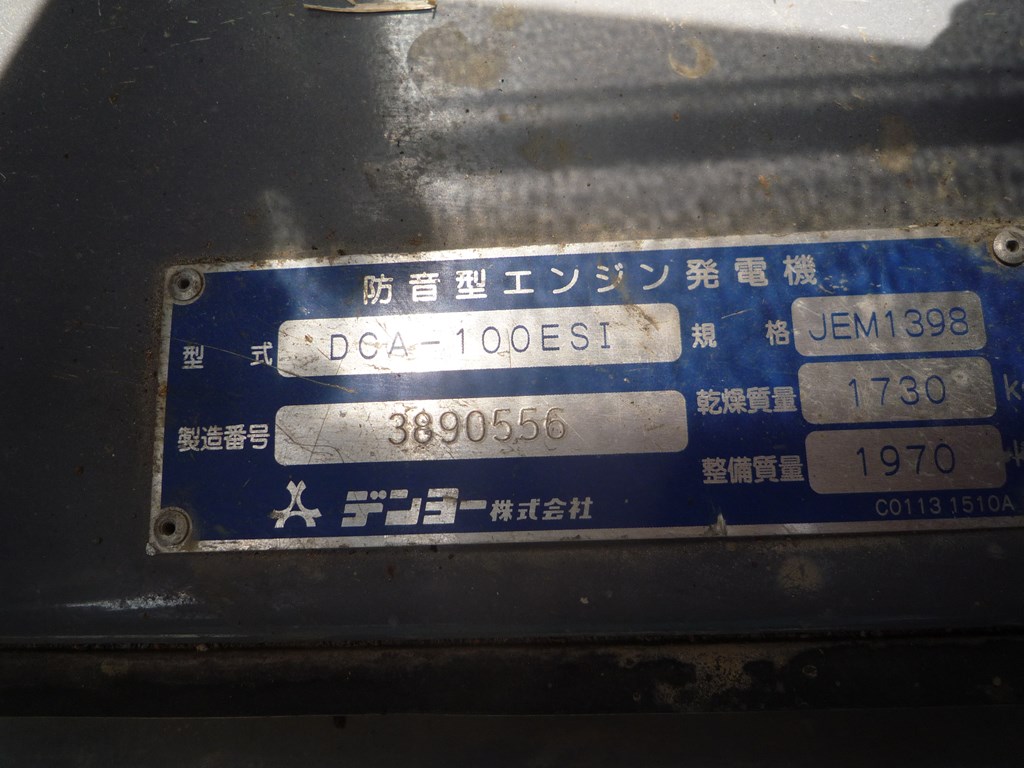 防音型エンジン発電機
型式 DCA-100ESI 規格 JEM1398
乾燥質量 1730
製造番号 3890556
整備質量 1970
デンヨー株式会社
C01131510A